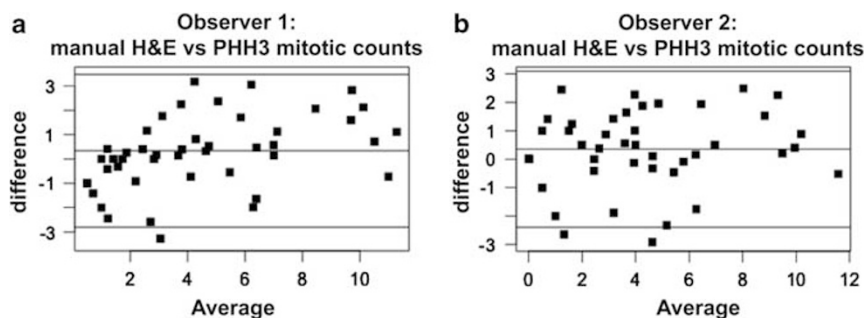 a
Observer 1:
manual H&E vs PHH3 mitotic counts
difference
3
1
-1
-3
2 4 6 8 10
Average
b
Observer 2:
manual H&E vs PHH3 mitotic counts
difference
3
2
1
0
-1
-3
0 2 4 6 8 10 12
Average